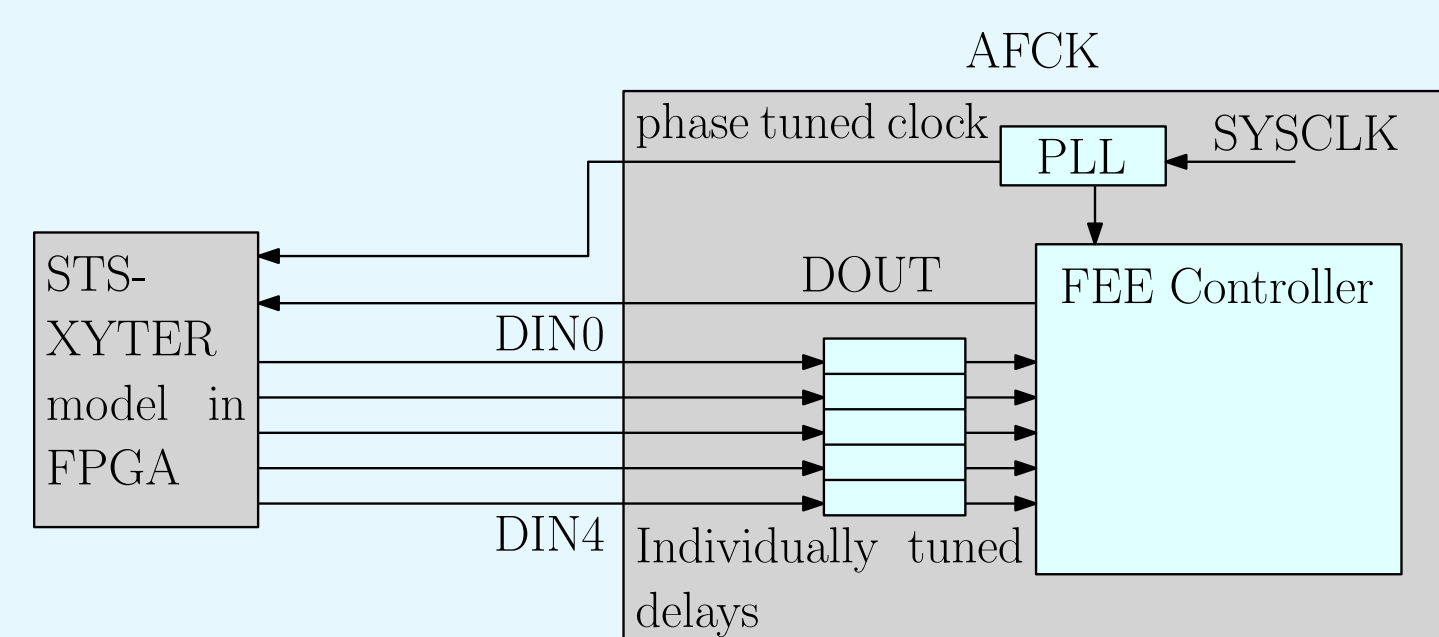 AFCK
phase tuned clock
PLL
SYSCLK
STS-
XYTER
model in
FPGA
DOUT
FEE Controller
DIN0
DIN4
Individually tuned
delays